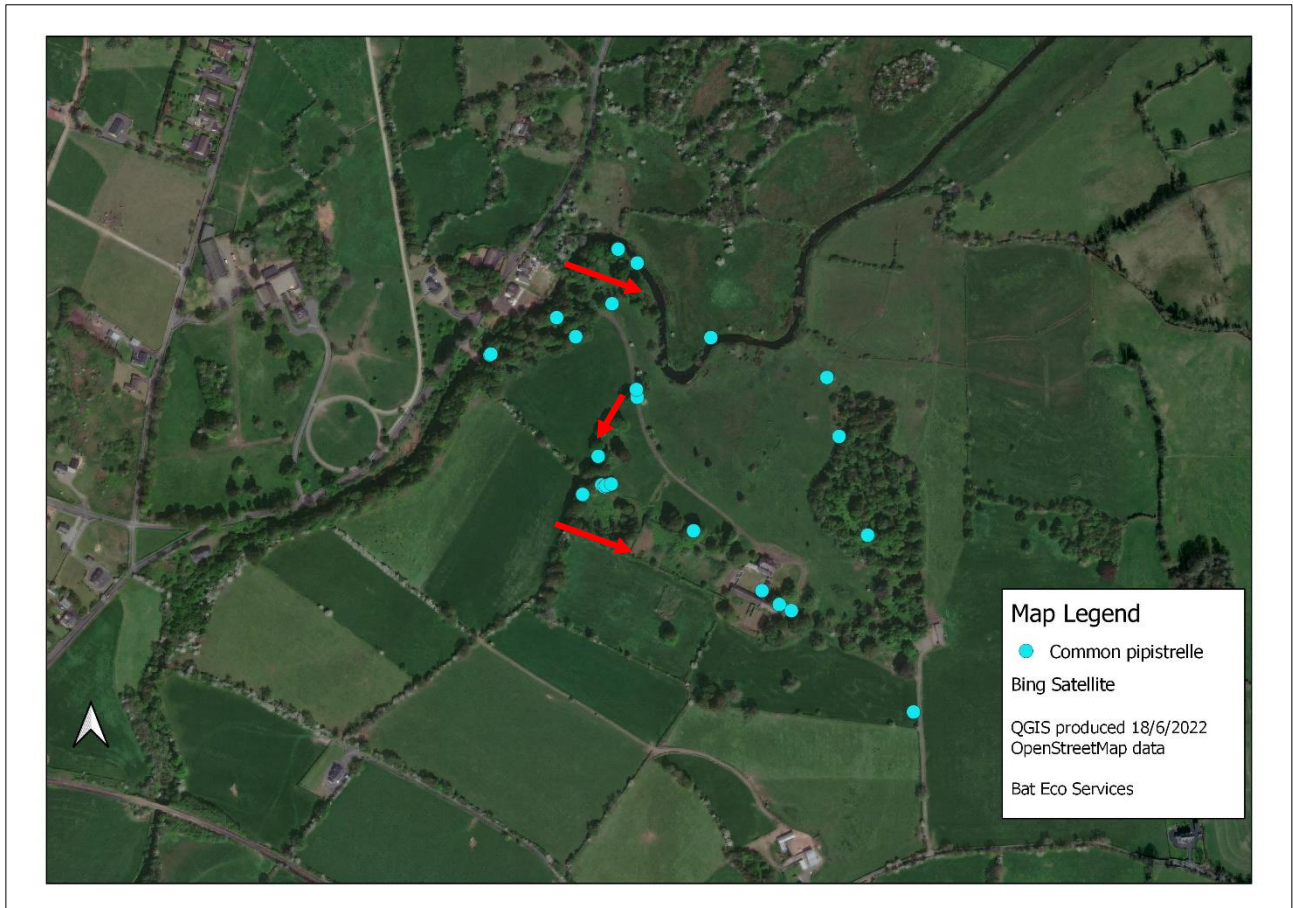 Map Legend
Common pipistrelle
Bing Satellite
QGIS produced 18/6/2022
OpenStreetMap data
Bat Eco Services